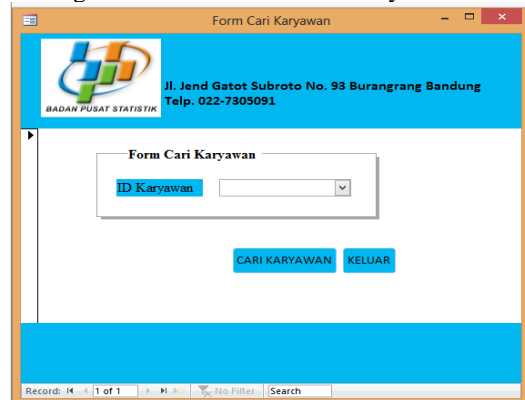 Form Cari Karyawan
BADAN PUSAT STATISTIK
Jl. Jend Gatot Subroto No. 93 Burangrang Bandung
Telp. 022-7305091
Form Cari Karyawan
ID Karyawan
CARI KARYAWAN KELUAR
Record: 1 of 1 No Filter Search